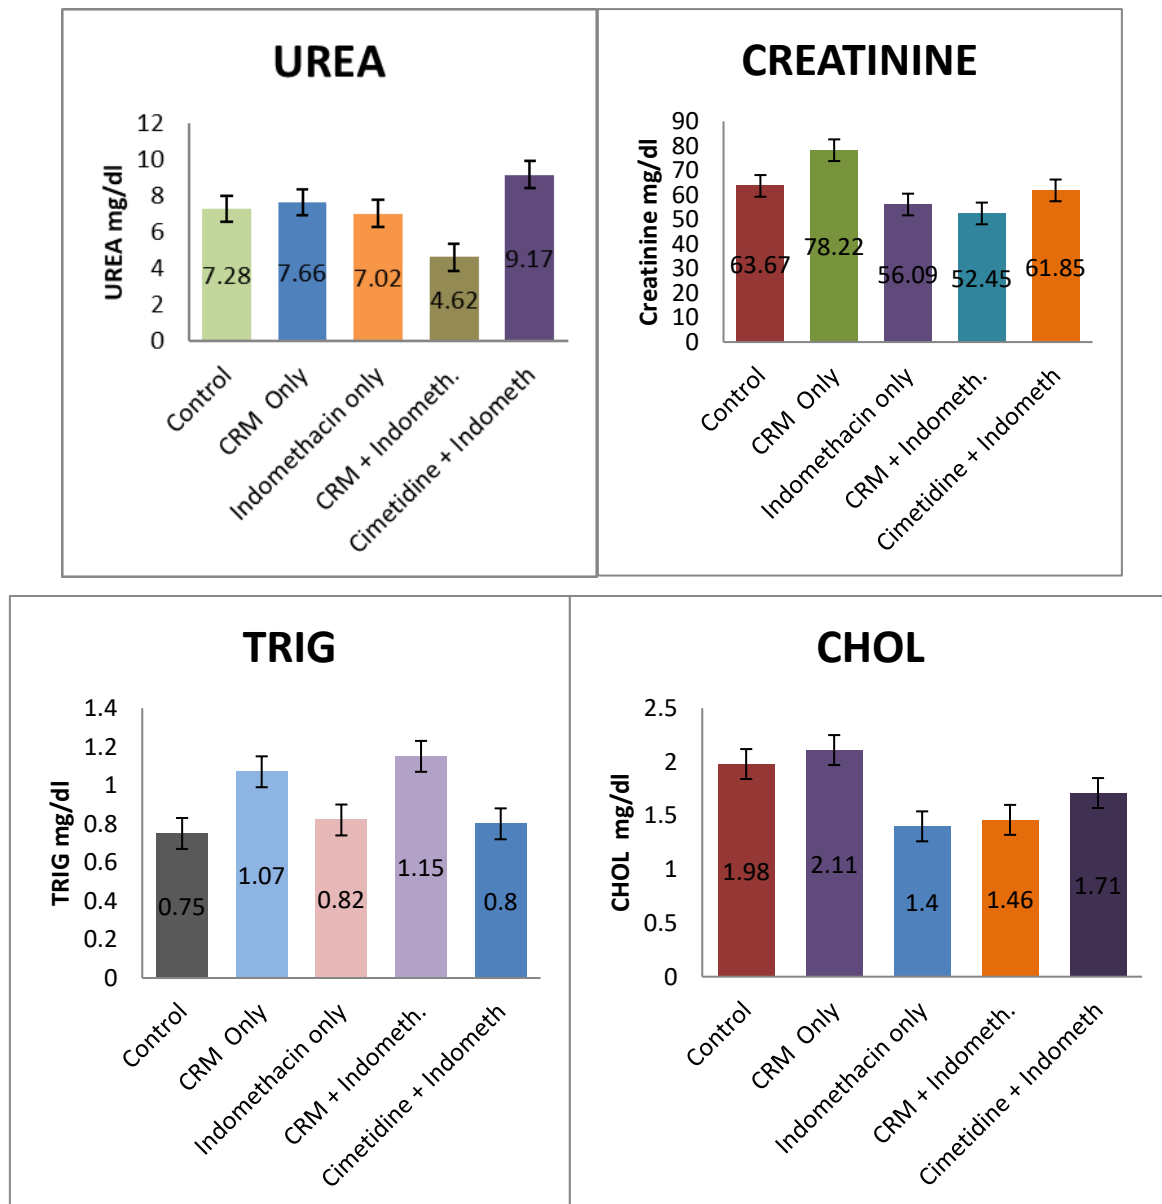 UREA
UREA mg/dl
12
10
8
6
4
2
0
7.28
7.66
7.02
4.62
9.17
Control
CRM Only
Indomethacin only
CRM + Indometh.
Cimetidine + Indometh
CREATININE
Creatinine mg/dl
90
80
70
60
50
40
30
20
10
0
63.67
78.22
56.09
52.45
61.85
Control
CRM Only
Indomethacin only
CRM + Indometh.
Cimetidine + Indometh
TRIG
TRIG mg/dl
1.4
1.2
1
0.8
0.6
0.4
0.2
0
0.75
1.07
0.82
1.15
0.8
Control
CRM Only
Indomethacin only
CRM + Indometh.
Cimetidine + Indometh
CHOL
CHOL mg/dl
2.5
2
1.5
1
0.5
0
1.98
2.11
1.4
1.46
1.71
Control
CRM Only
Indomethacin only
CRM + Indometh.
Cimetidine + Indometh